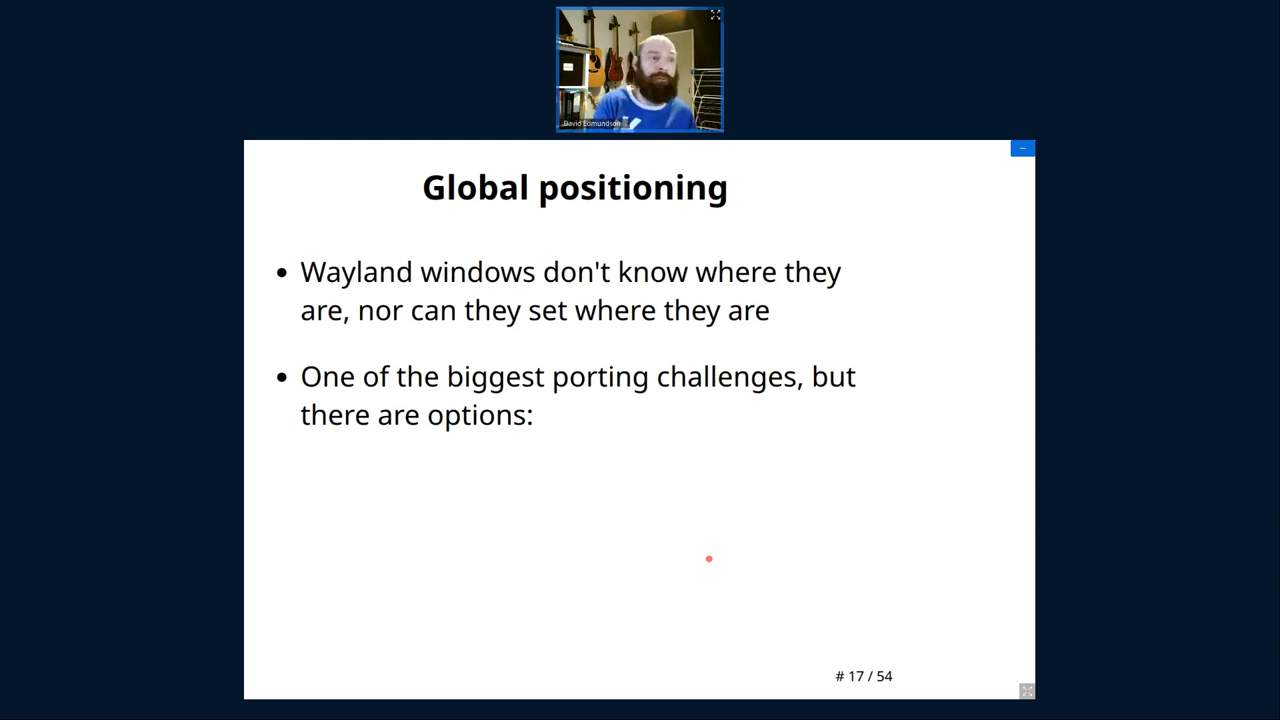 David Edmundson
Global positioning
• Wayland windows don't know where they
are, nor can they set where they are
• One of the biggest porting challenges, but
there are options:
# 17 / 54